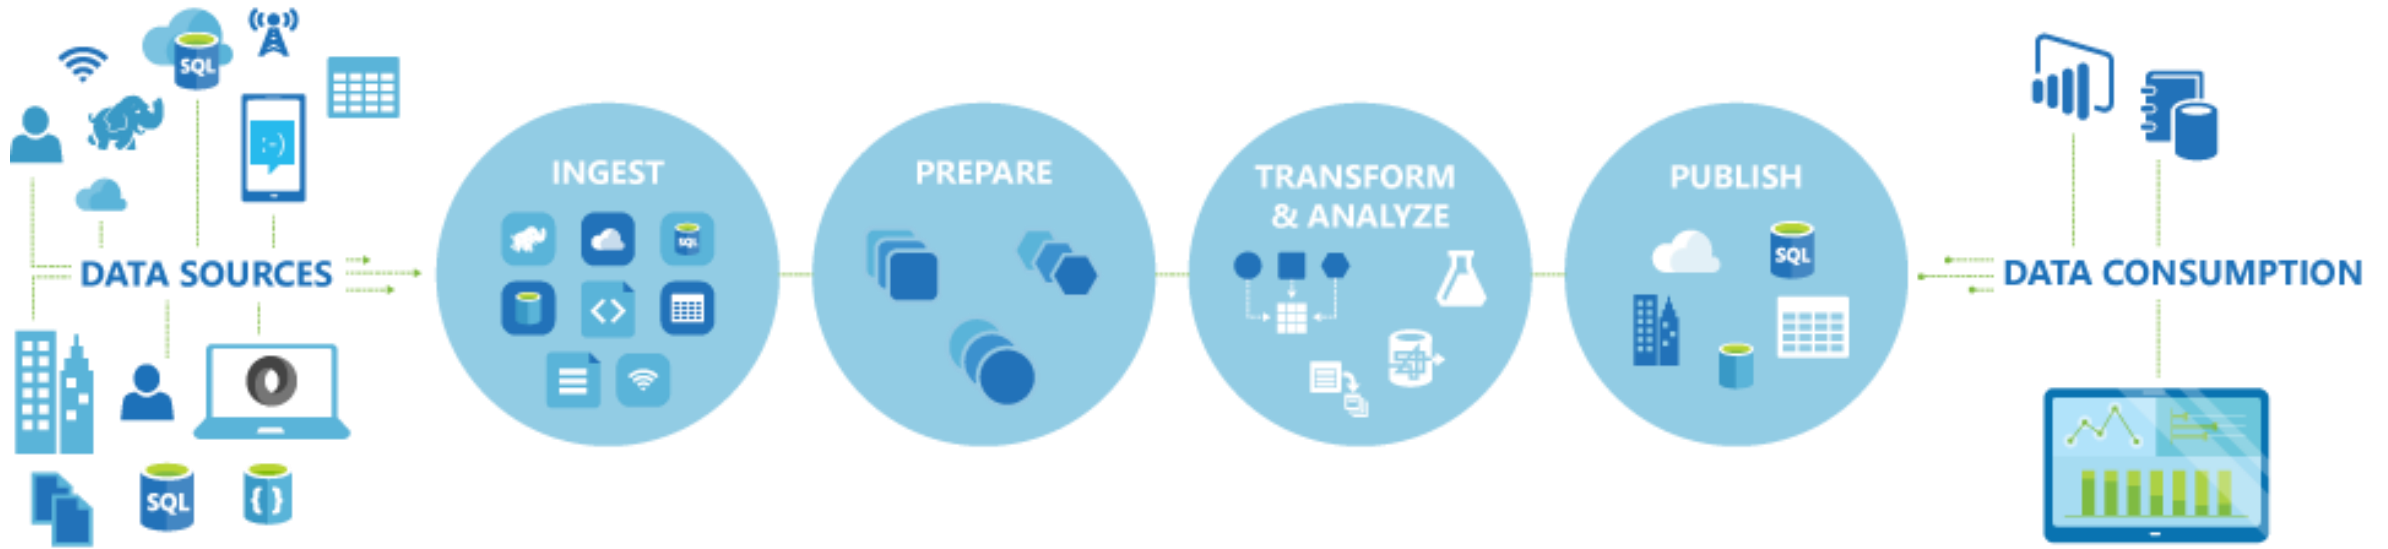 SQL
:-)
DATA SOURCES
SQL
{ }
INGEST
SQL
< >
PREPARE
TRANSFORM
& ANALYZE
PUBLISH
SQL
DATA CONSUMPTION